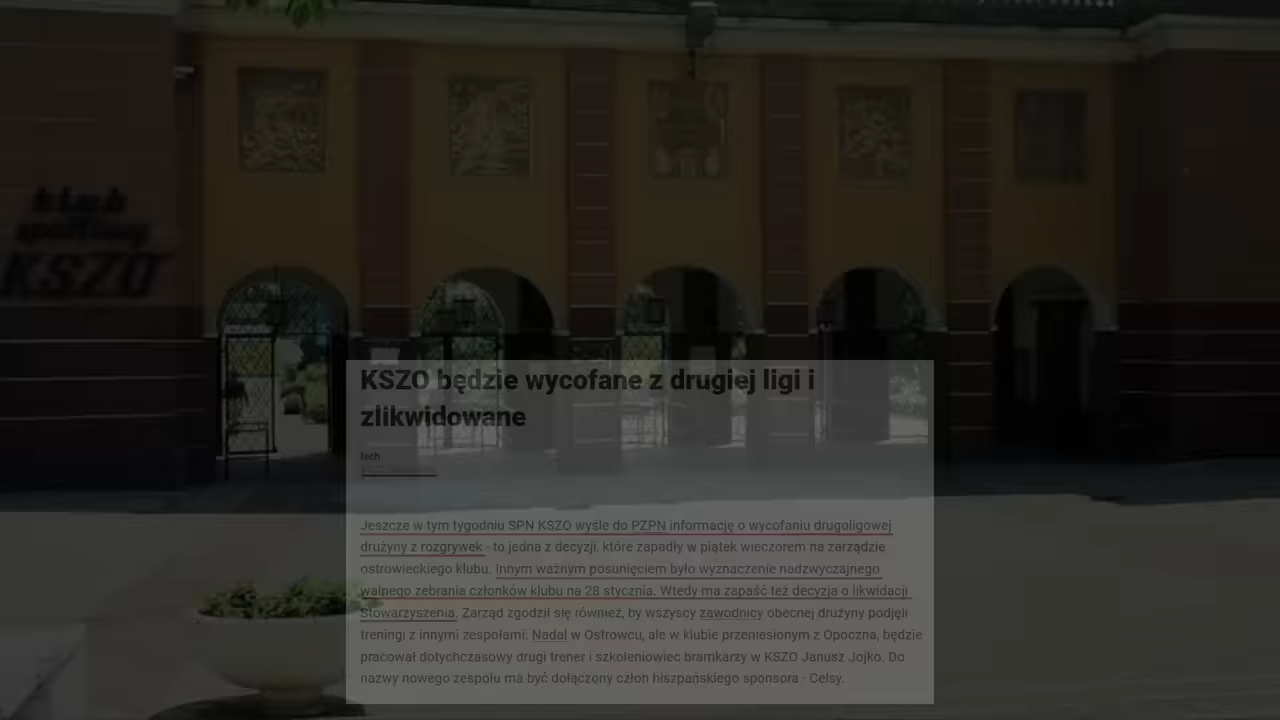 klub
sportowy
KSZO
KSZO będzie wycofane z drugiej ligi i
zlikwidowane
loch
Jeszcze w tym tygodniu SPN KSZO wyśle do PZPN informację o wycofaniu drugoligowej
drużyny z rozgrywek - to jedna z decyzji, które zapadły w piątek wieczorem na zarządzie
ostrowieckiego klubu. Innym ważnym posunięciem było wyznaczenie nadzwyczajnego
walnego zebrania członków klubu na 28 stycznia. Wtedy ma zapaść też decyzja o likwidacji
Stowarzyszenia. Zarząd zgodził się również, by wszyscy zawodnicy obecnej drużyny podjęli
treningi z innymi zespołami. Nadal w Ostrowcu, ale w klubie przeniesionym z Opoczna, będzie
pracował dotychczasowy drugi trener i szkoleniowiec bramkarzy w KSZO Janusz Jojko. Do
nazwy nowego zespołu ma być dołączony człon hiszpańskiego sponsora - Celsy.